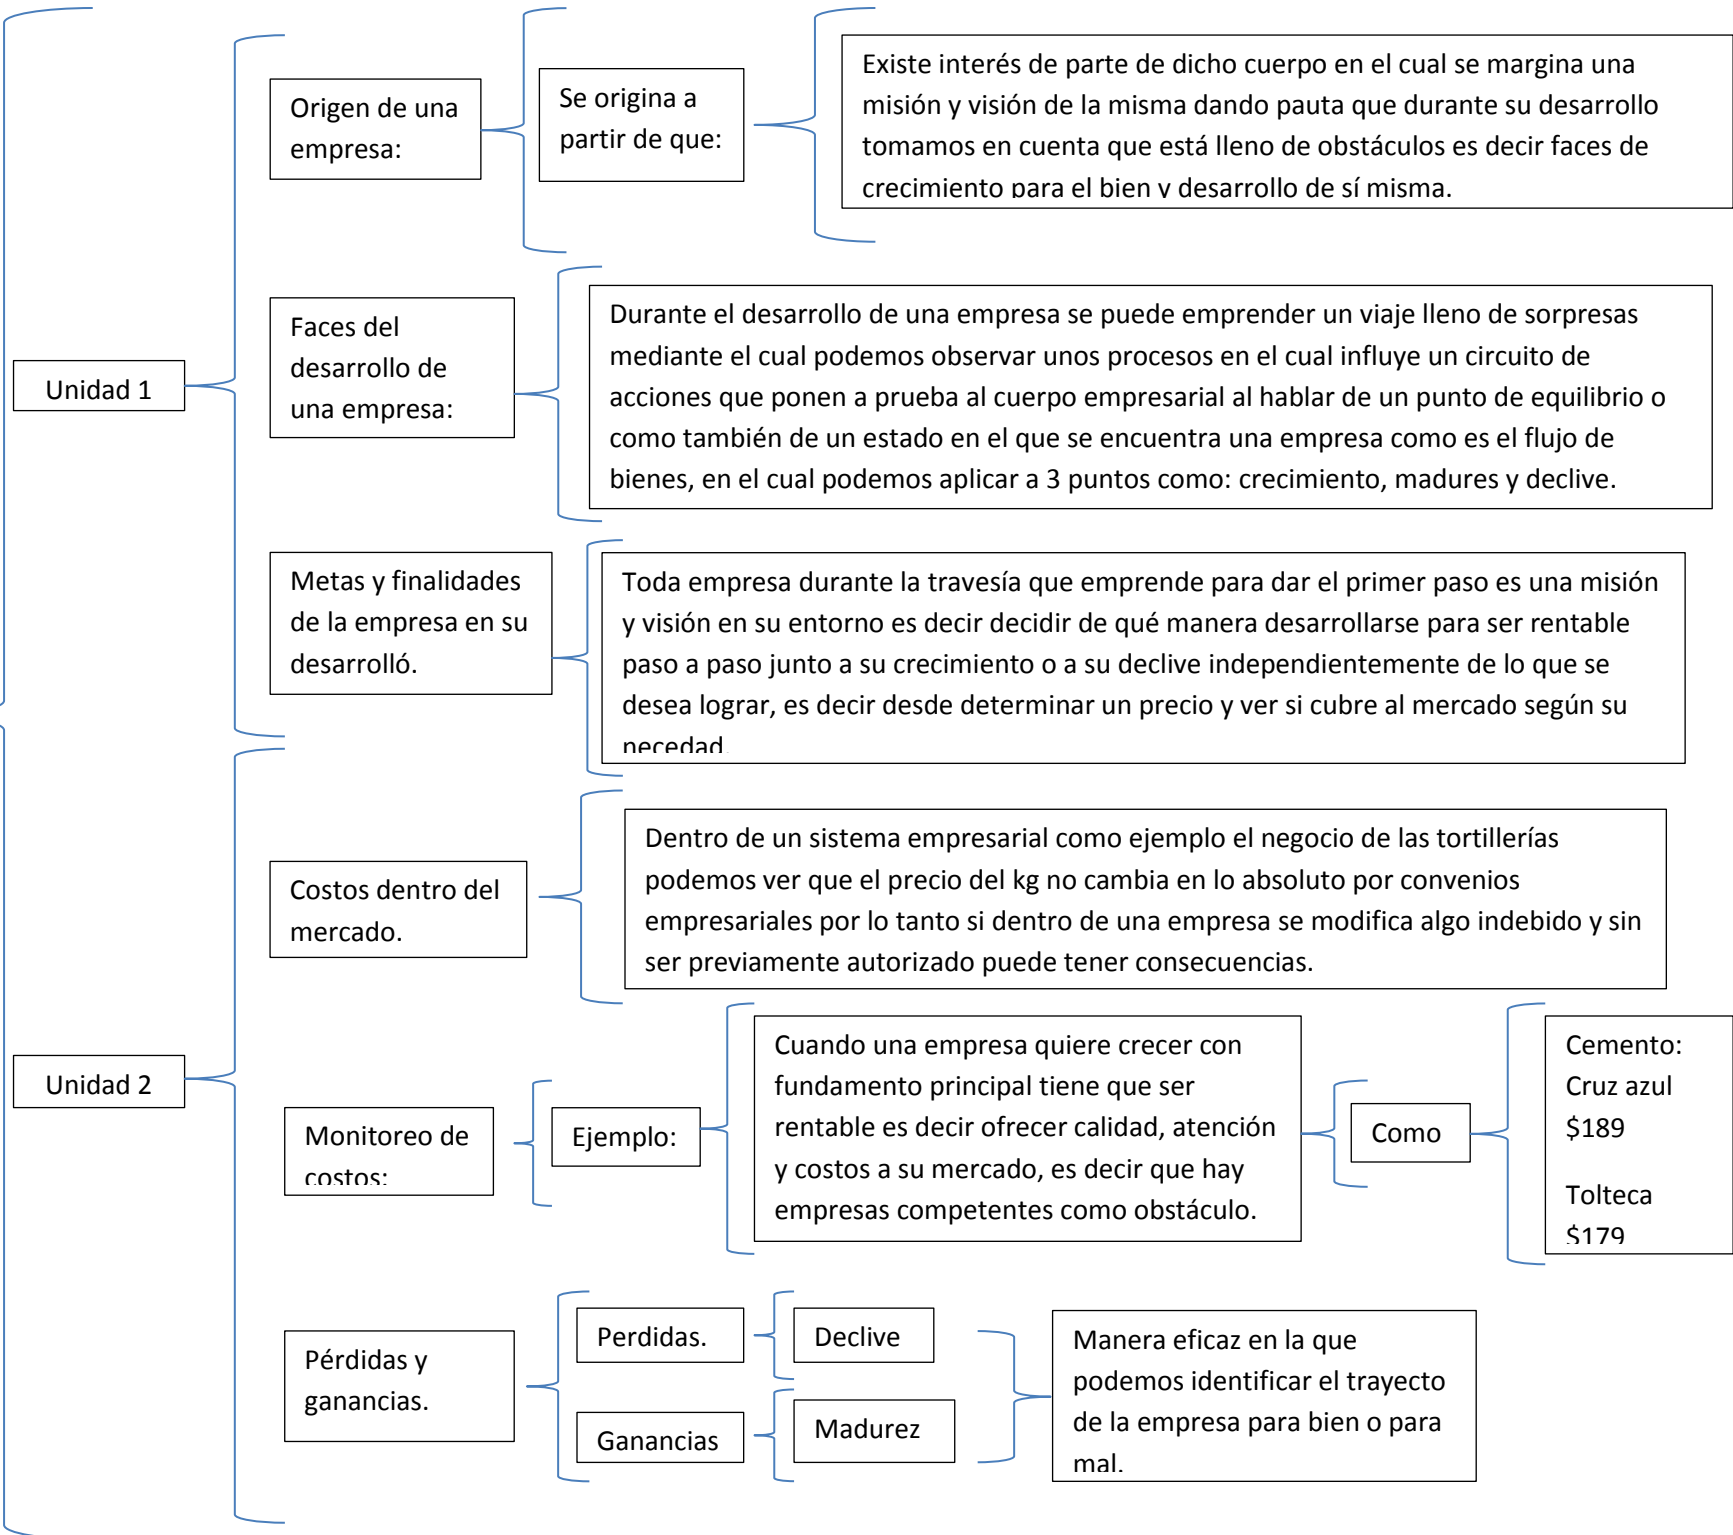 Unidad 1
Origen de una
empresa:
Se origina a
partir de que:
Existe interés de parte de dicho cuerpo en el cual se margina una
misión y visión de la misma dando pauta que durante su desarrollo
tomamos en cuenta que está lleno de obstáculos es decir faces de
crecimiento para el bien y desarrollo de sí misma.
Faces del
desarrollo de
una empresa:
Durante el desarrollo de una empresa se puede emprender un viaje lleno de sorpresas
mediante el cual podemos observar unos procesos en el cual influye un circuito de
acciones que ponen a prueba al cuerpo empresarial al hablar de un punto de equilibrio o
como también de un estado en el que se encuentra una empresa como es el flujo de
bienes, en el cual podemos aplicar a 3 puntos como: crecimiento, madures y declive.
Metas y finalidades
de la empresa en su
desarrolló.
Toda empresa durante la travesía que emprende para dar el primer paso es una misión
y visión en su entorno es decir decidir de qué manera desarrollarse para ser rentable
paso a paso junto a su crecimiento o a su declive independientemente de lo que se
desea lograr, es decir desde determinar un precio y ver si cubre al mercado según su
necedad.
Unidad 2
Costos dentro del
mercado.
Dentro de un sistema empresarial como ejemplo el negocio de las tortillerías
podemos ver que el precio del kg no cambia en lo absoluto por convenios
empresariales por lo tanto si dentro de una empresa se modifica algo indebido y sin
ser previamente autorizado puede tener consecuencias.
Monitoreo de
costos:
Ejemplo:
Cuando una empresa quiere crecer con
fundamento principal tiene que ser
rentable es decir ofrecer calidad, atención
y costos a su mercado, es decir que hay
empresas competentes como obstáculo.
Como
Cemento:
Cruz azul
$189
Tolteca
$179
Pérdidas y
ganancias.
Perdidas.
Declive
Ganancias
Madurez
Manera eficaz en la que
podemos identificar el trayecto
de la empresa para bien o para
mal.